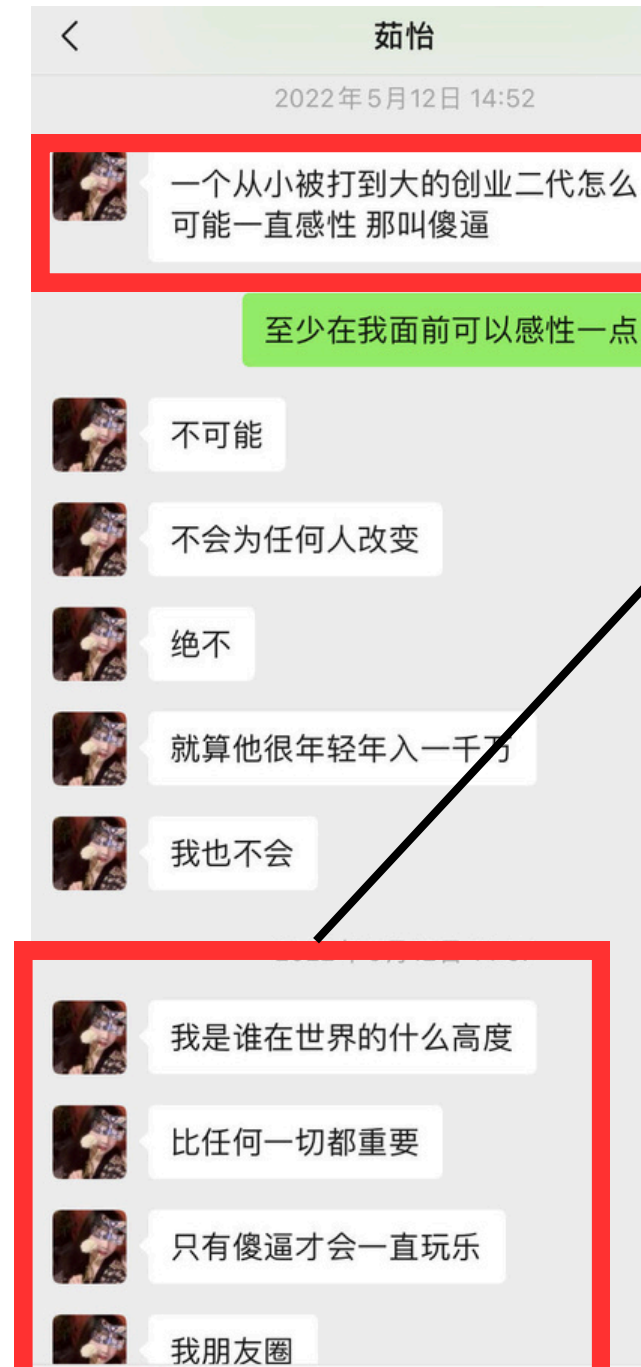 茹怡
2022年5月12日 14:52
一个从小被打到大的创业二代怎么
可能一直感性 那叫傻逼
至少在我面前可以感性一点
不可能
不会为任何人改变
绝不
就算他很年轻年入一千万
我也不会
我是谁在世界的什么高度
比任何一切都重要
只有傻逼才会一直玩乐
我朋友圈